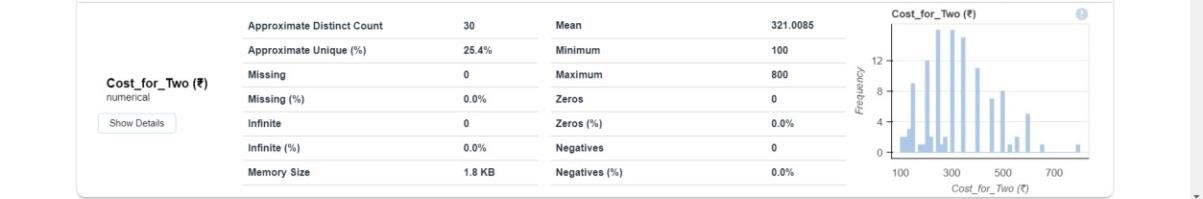 Cost_for_Two (₹)
numerical
Show Details
Approximate Distinct Count 30
Approximate Unique (%) 25.4%
Missing 0
Missing (%) 0.0%
Infinite 0
Infinite (%) 0.0%
Memory Size 1.8 KB
Mean 321.0085
Minimum 100
Maximum 800
Zeros 0
Zeros (%) 0.0%
Negatives 0
Negatives (%) 0.0%
Cost_for_Two (₹)
!
Frequency
12
8
4
0
100 300 500 700
Cost_for_Two (₹)